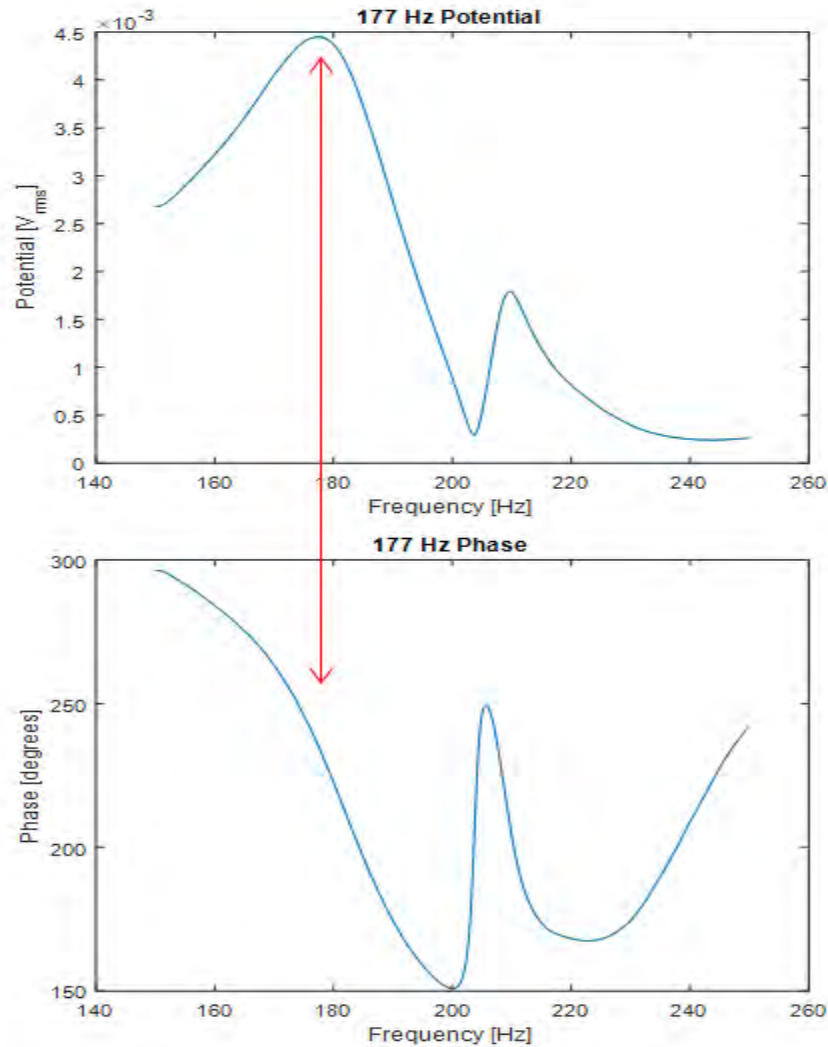 ×10⁻³
177 Hz Potential
4.5
4
3.5
3
2.5
2
1.5
1
0.5
0
Potential [Vrms]
140 160 180 200 220 240 260
Frequency [Hz]
177 Hz Phase
300
250
200
150
Phase [degrees]
140 160 180 200 220 240 260
Frequency [Hz]